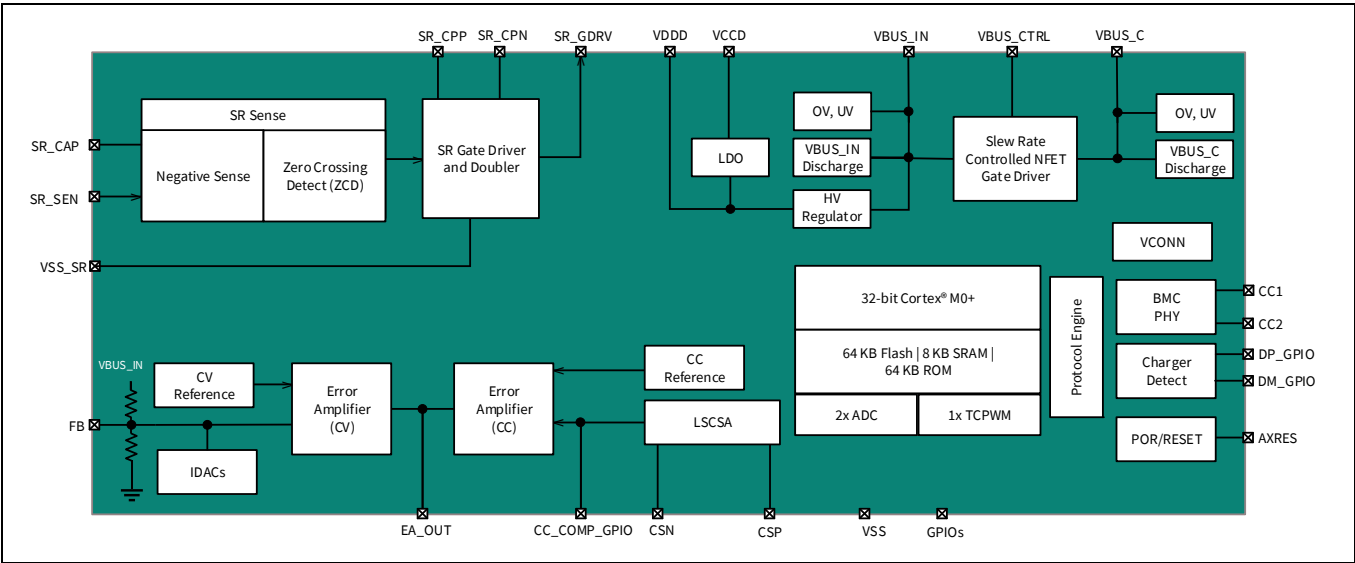 SR_CPP
SR_CPN
SR_GDRV
VDDD
VCCD
VBUS_IN
VBUS_CTRL
VBUS_C
SR Sense
Negative Sense
Zero Crossing
Detect (ZCD)
SR Gate Driver
and Doubler
SR_CAP
SR_SEN
VSS_SR
LDO
OV, UV
VBUS_IN
Discharge
HV
Regulator
Slew Rate
Controlled NFET
Gate Driver
OV, UV
VBUS_C
Discharge
VCONN
32-bit Cortex® M0+
64 KB Flash | 8 KB SRAM |
64 KB ROM
2x ADC
1x TCPWM
Protocol Engine
BMC
PHY
CC1
CC2
Charger
Detect
DP_GPIO
DM_GPIO
POR/RESET
AXRES
VBUS_IN
FB
CV
Reference
IDACs
Error
Amplifier
(CV)
Error
Amplifier
(CC)
CC
Reference
LSCSA
EA_OUT
CC_COMP_GPIO
CSN
CSP
VSS
GPIOs